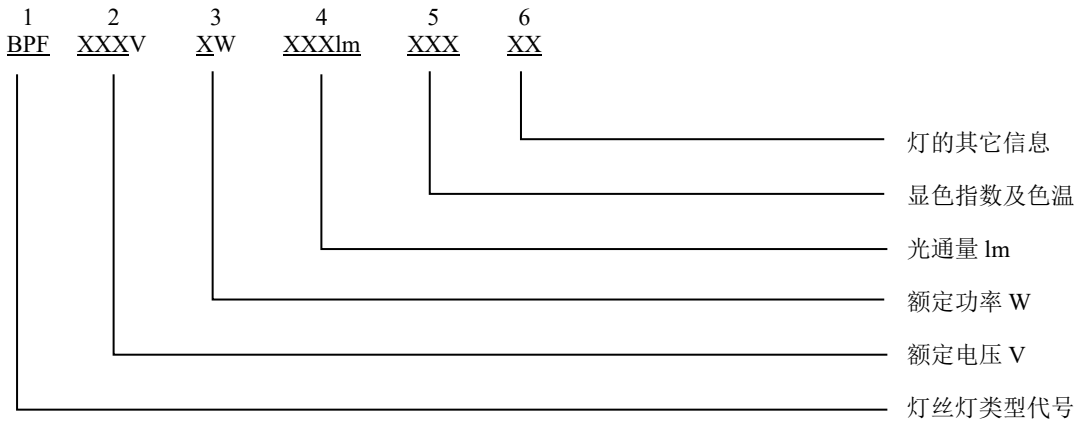 1 2 3 4 5 6
BPF XXXV XW XXXlm XXX XX
灯的其它信息
显色指数及色温
光通量 lm
额定功率 W
额定电压 V
灯丝灯类型代号